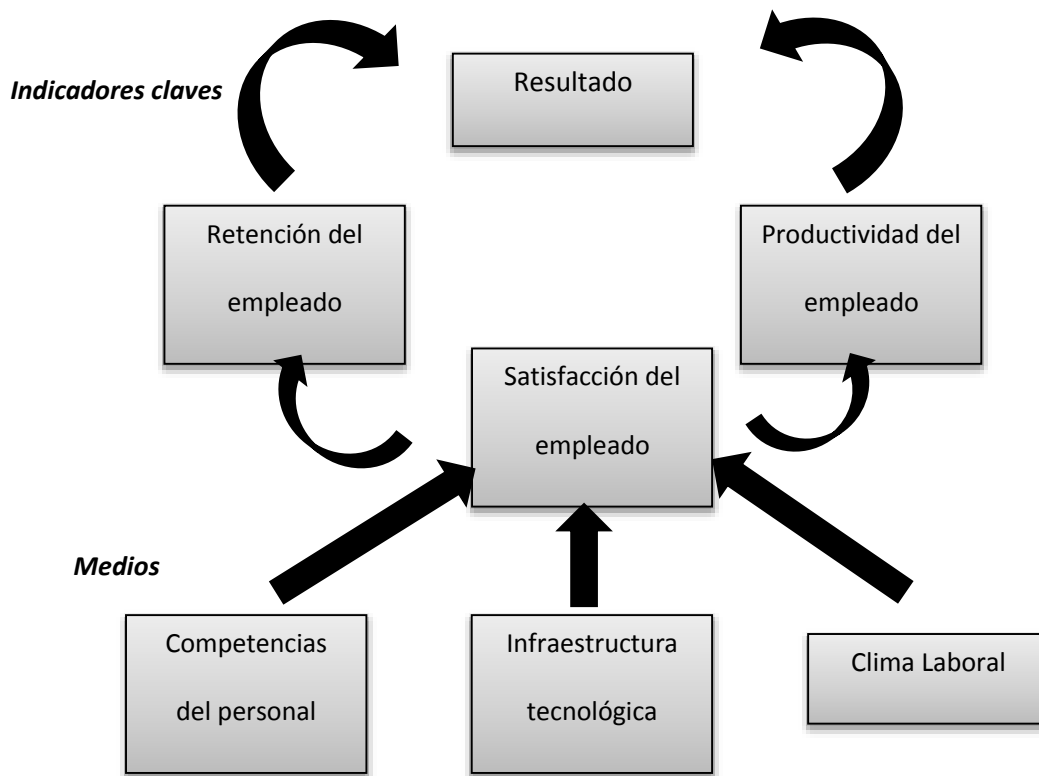 Resultado
Indicadores claves
Retención del
empleado
Productividad del
empleado
Satisfacción del
empleado
Medios
Competencias
del personal
Infraestructura
tecnológica
Clima Laboral